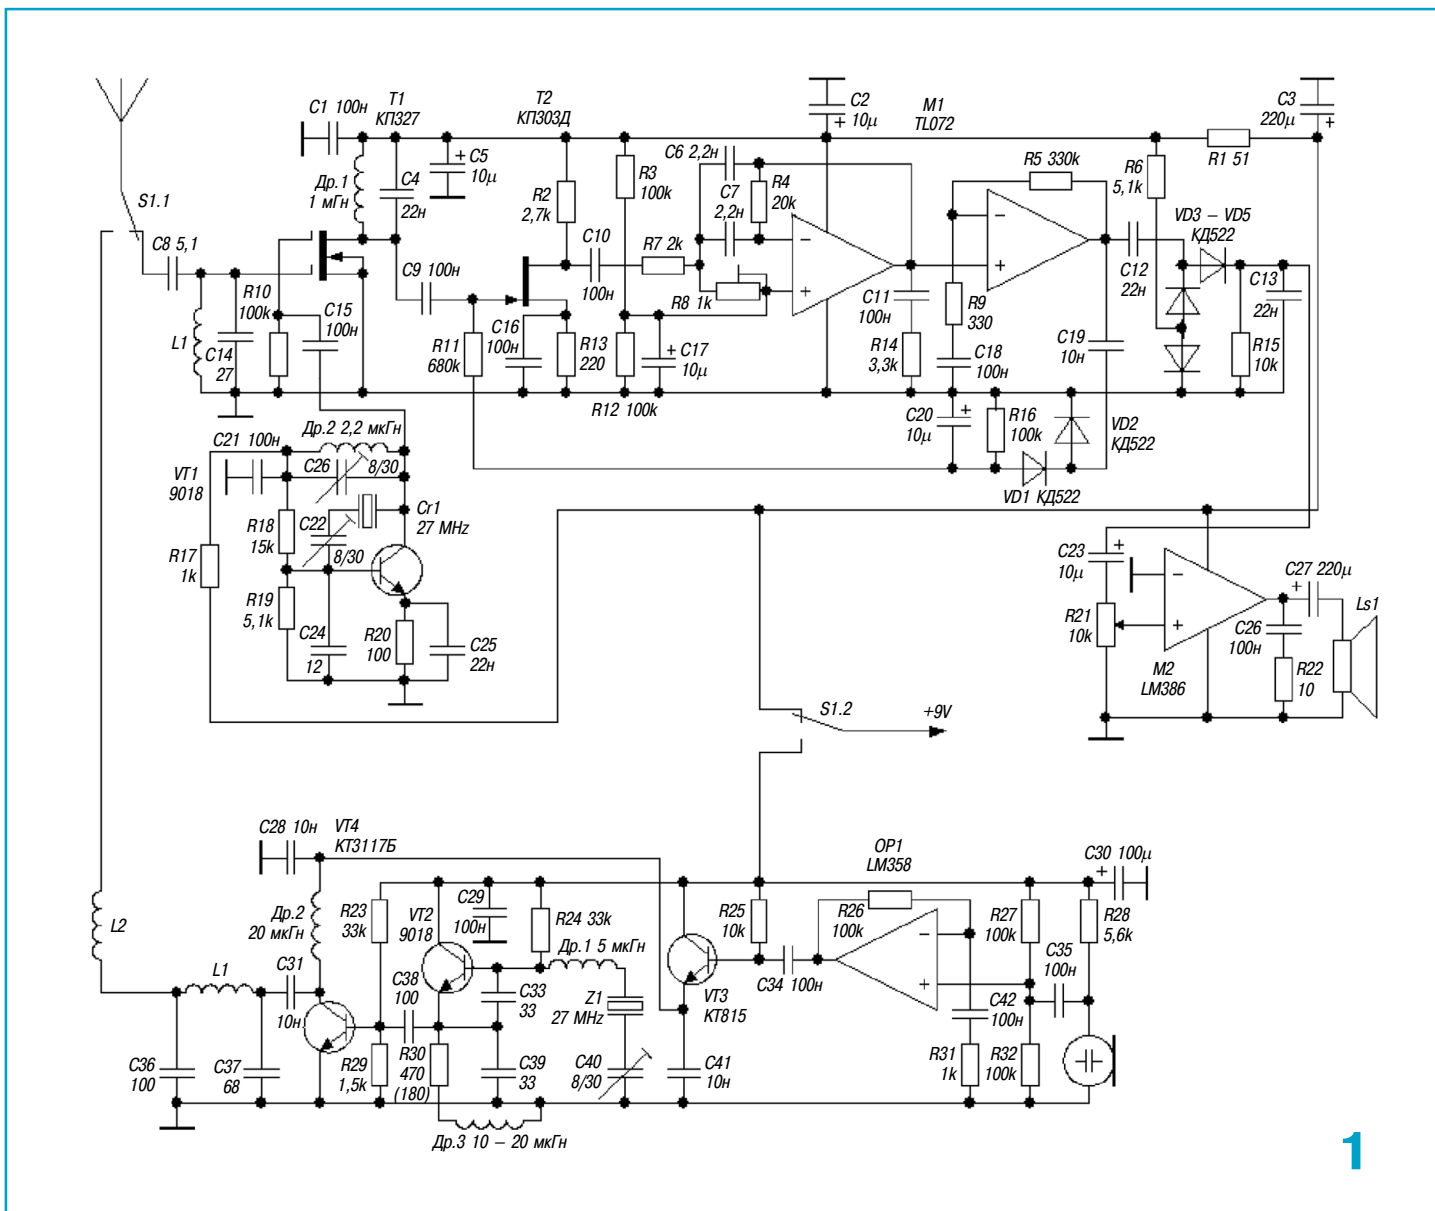 C1 100н
T1
КП327
T2
КП303Д
C2
10μ
M1
TL072
C3
220μ
S1.1
Др.1
1 мГн
C4
22н
C5
10μ
R2
2,7k
R3
100k
C6 2,2н
C7
2,2н
R4
20k
R5 330k
R6
5,1k
R1 51
VD3 – VD5
КД522
C8 5,1
L1
R10
100k
C14
27
C15
100н
C9 100н
C10
100н
R7 2k
R8 1k
R11
680k
C16
100н
R13
220
R12 100k
C17
10μ
C11
100н
R14
3,3k
R9
330
C18
100н
C12
22н
C19
10н
C13
22н
R15
10k
C20
10μ
R16
100k
VD2
КД522
VD1 КД522
Др.2 2,2 мкГн
C21 100н
C26
8/30
VT1
9018
Cr1
27 MHz
R18
15k
C22
8/30
R17
1k
R19
5,1k
C24
12
R20
100
C25
22н
C23
10μ
R21
10k
M2
LM386
C27 220μ
C26
100н
R22
10
Ls1
S1.2
+9V
C28 10н
VT4
КТ3117Б
OP1
LM358
C30 100μ
L2
Др.2
20 мкГн
R23
33k
VT2
9018
C29
100н
R24 33k
Др.1 5 мкГн
R25
10k
R26
100k
R27
100k
R28
5,6k
C35
100н
L1
C31
10н
C38
100
C33
33
Z1
27 MHz
VT3
КТ815
C34 100н
C42
100н
C36
100
C37
68
R29
1,5k
R30
470
(180)
C39
33
C40
8/30
C41
10н
R31
1k
R32
100k
Др.3 10 – 20 мкГн
1